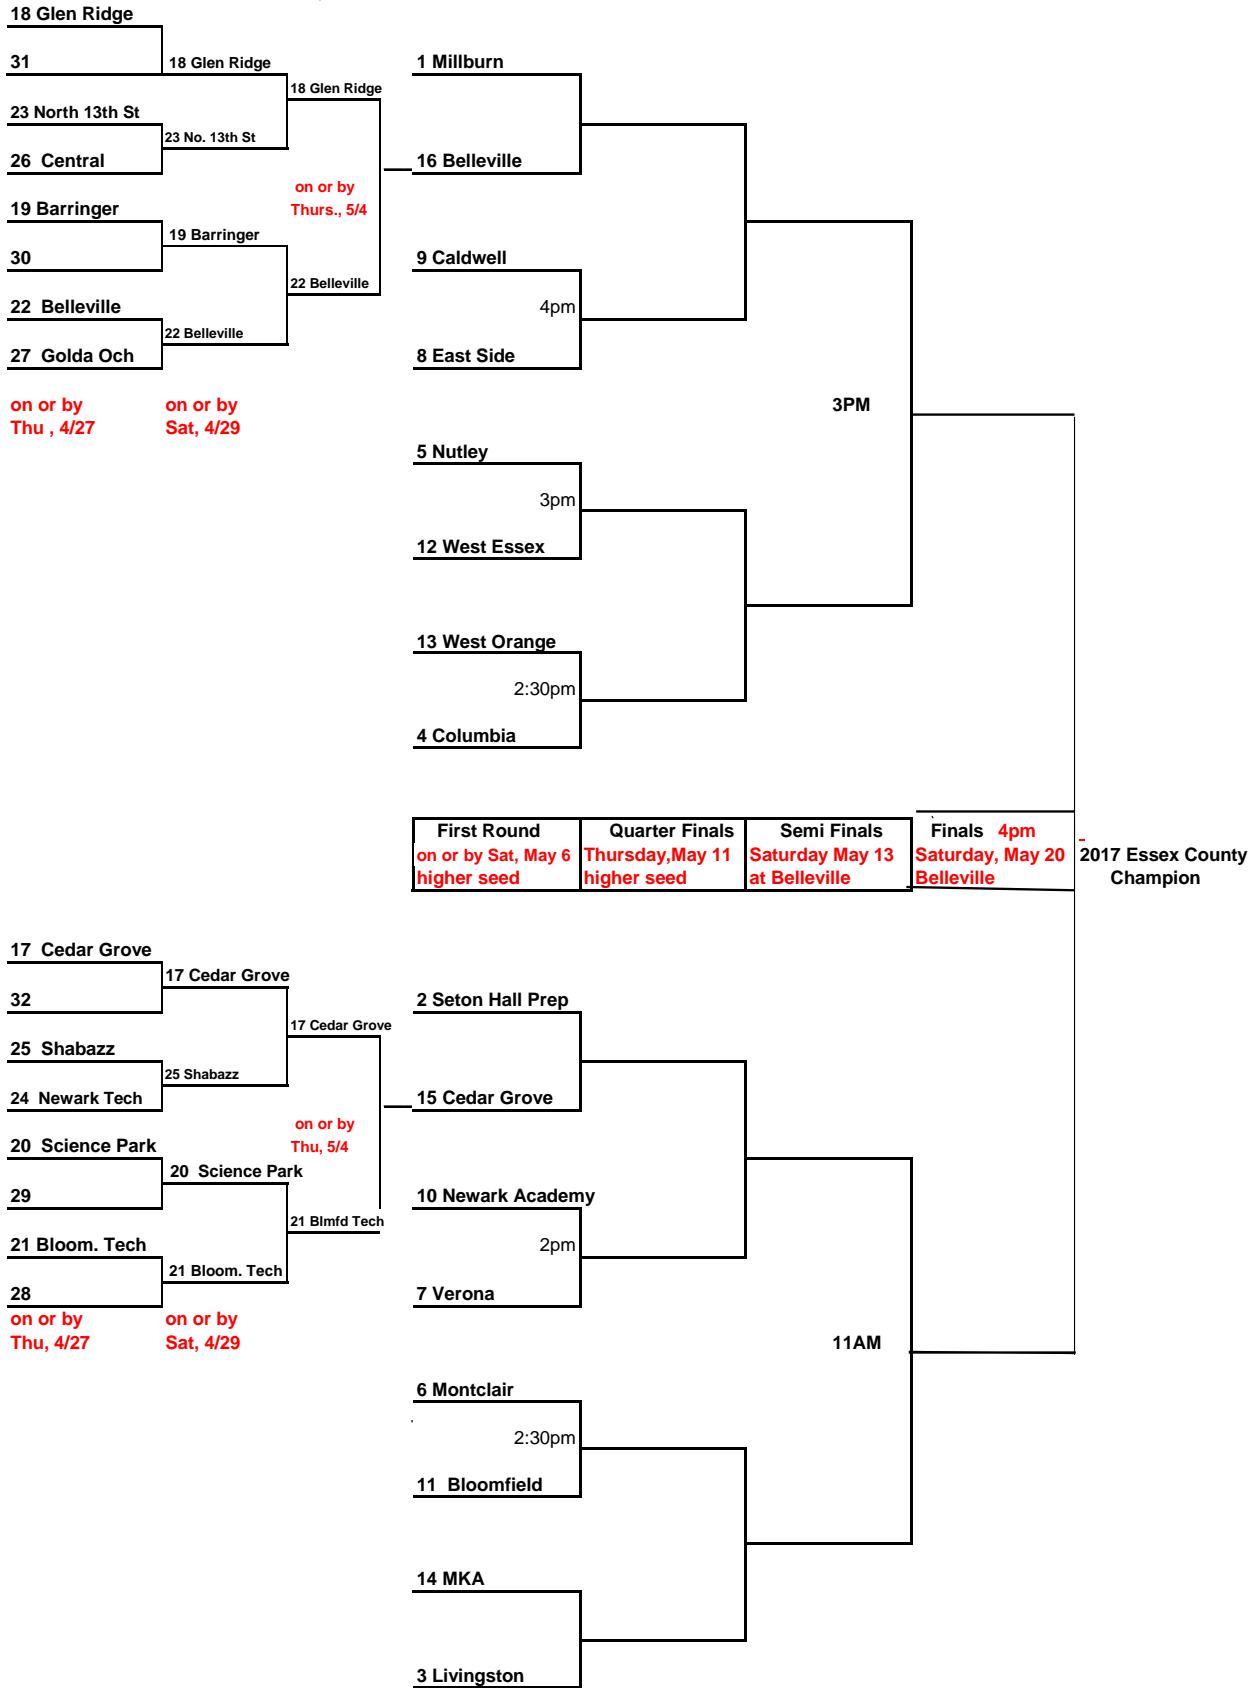 18 Glen Ridge
31
18 Glen Ridge
1 Millburn
18 Glen Ridge
23 North 13th St
23 No. 13th St
26  Central
16 Belleville
on or by
Thurs., 5/4
19 Barringer
19 Barringer
30
9 Caldwell
22 Belleville
22  Belleville
4pm
22 Belleville
27  Golda Och
8 East Side
on or by
Thu , 4/27
on or by
Sat, 4/29
3PM
5 Nutley
3pm
12 West Essex
13 West Orange
2:30pm
4 Columbia
First Round
on or by Sat, May 6
higher seed
Quarter Finals
Thursday,May 11
higher seed
Semi Finals
Saturday May 13
at Belleville
Finals  4pm
Saturday, May 20
Belleville
2017 Essex County
Champion
17  Cedar Grove
17 Cedar Grove
32
2 Seton Hall Prep
17 Cedar Grove
25  Shabazz
25 Shabazz
24  Newark Tech
15 Cedar Grove
on or by
Thu, 5/4
20  Science Park
20  Science Park
29
10 Newark Academy
21 Blmfd Tech
21 Bloom. Tech
2pm
21 Bloom. Tech
28
7 Verona
on or by
Thu, 4/27
on or by
Sat, 4/29
11AM
6 Montclair
2:30pm
11  Bloomfield
14 MKA
3 Livingston